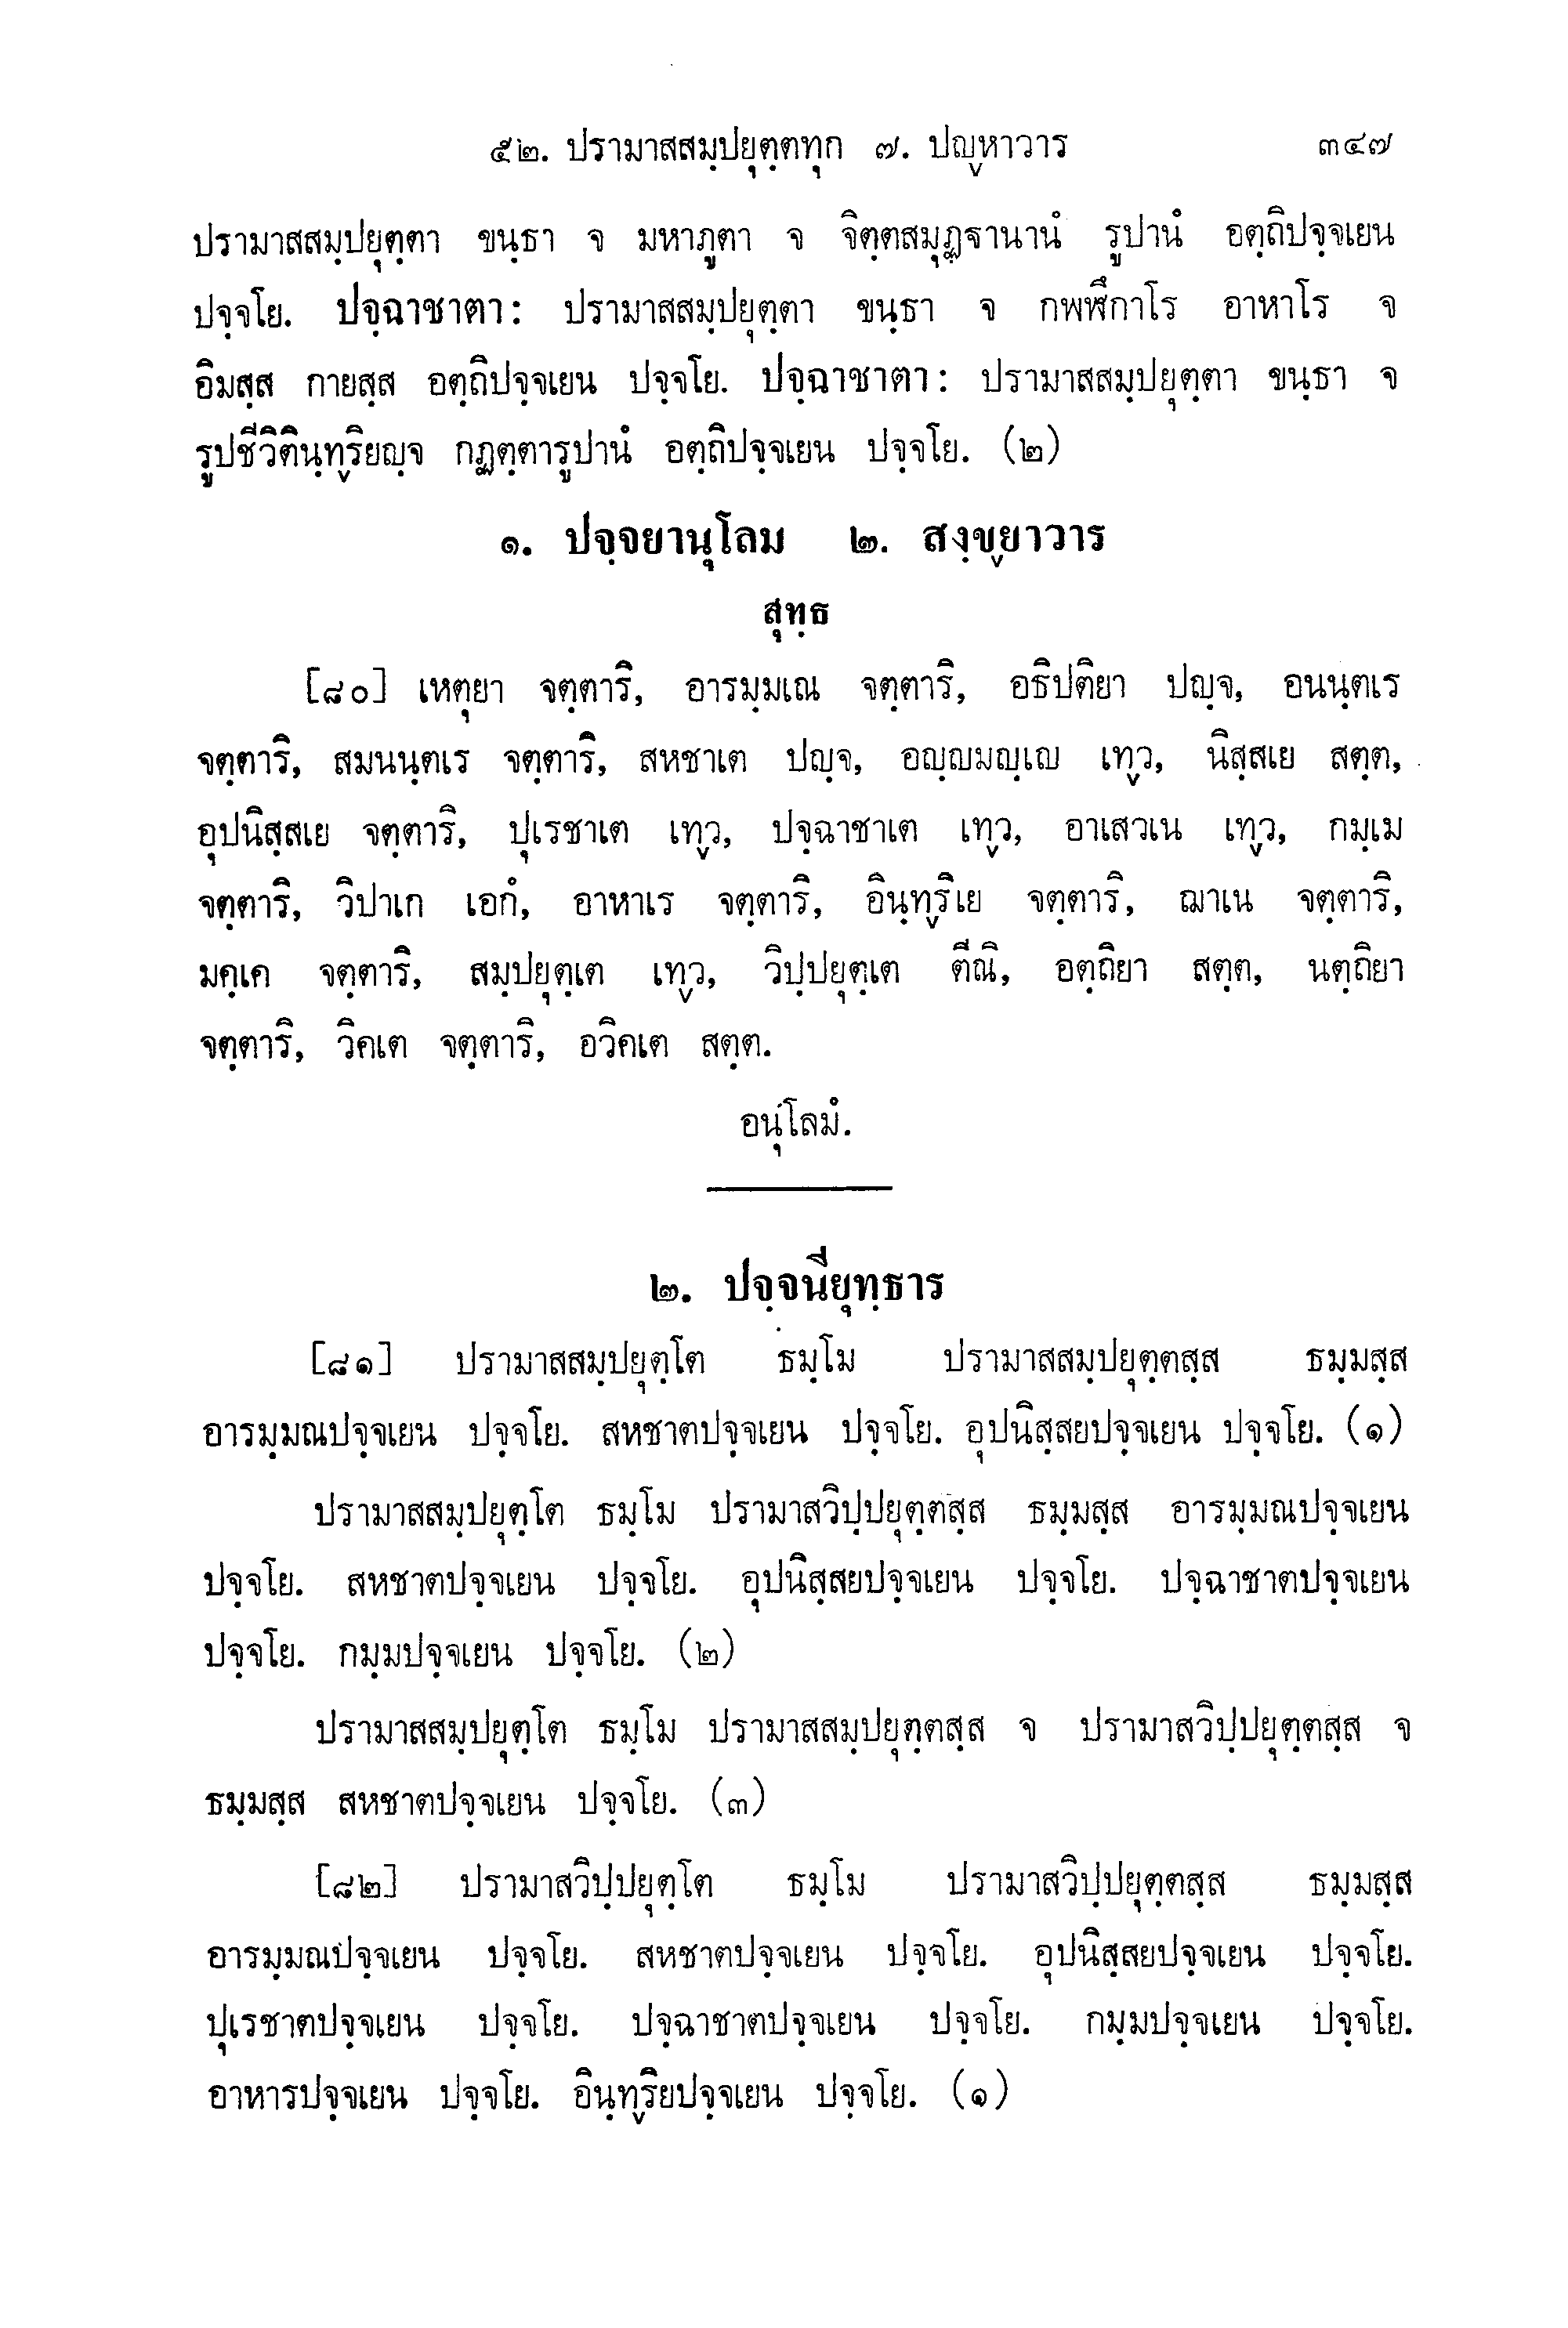 ๕๒. ปรามาสสมฺปยุตฺตทุก ๗. ปญฺหาวาร ๓๔๗
ปรามาสสมฺปยุตฺตา ขนฺธา จ มหาภูตา จ จิตฺตสมุฏฺฐานานํ รูปานํ อตฺถิปจฺจเยน
ปจฺจโย. ปจฺฉาชาตา: ปรามาสสมฺปยุตฺตา ขนฺธา จ กพฬึกาโร อาหาโร จ
อิมสฺส กายสฺส อตฺถิปจฺจเยน ปจฺจโย. ปจฺฉาชาตา: ปรามาสสมฺปยุตฺตา ขนฺธา จ
รูปชีวิตินฺทฺริยญฺจ กฏตฺตารูปานํ อตฺถิปจฺจเยน ปจฺจโย. (๒)
๑. ปจฺจยานุโลม ๒. สงฺขฺยาวาร
สุทฺธ
[๘๐] เหตุยา จตฺตาริ, อารมฺมเณ จตฺตาริ, อธิปติยา ปญฺจ, อนนฺตเร
จตฺตาริ, สมนนฺตเร จตฺตาริ, สหชาเต ปญฺจ, อญฺญมญฺเญ เทฺว, นิสฺสเย สตฺต,
อุปนิสฺสเย จตฺตาริ, ปุเรชาเต เทฺว, ปจฺฉาชาเต เทฺว, อาเสวเน เทฺว, กมฺเม
จตฺตาริ, วิปาเก เอกํ, อาหาเร จตฺตาริ, อินฺทฺริเย จตฺตาริ, ฌาเน จตฺตาริ,
มคฺเค จตฺตาริ, สมฺปยุตฺเต เทฺว, วิปฺปยุตฺเต ตีณิ, อตฺถิยา สตฺต, นตฺถิยา
จตฺตาริ, วิคเต จตฺตาริ, อวิคเต สตฺต.
อนุโลมํ.
๒. ปจฺจนียุทฺธาร
[๘๑] ปรามาสสมฺปยุตฺโต ธมฺโม ปรามาสสมฺปยุตฺตสฺส ธมฺมสฺส
อารมฺมณปจฺจเยน ปจฺจโย. สหชาตปจฺจเยน ปจฺจโย. อุปนิสฺสยปจฺจเยน ปจฺจโย. (๑)
ปรามาสสมฺปยุตฺโต ธมฺโม ปรามาสวิปฺปยุตฺตสฺส ธมฺมสฺส อารมฺมณปจฺจเยน
ปจฺจโย. สหชาตปจฺจเยน ปจฺจโย. อุปนิสฺสยปจฺจเยน ปจฺจโย. ปจฺฉาชาตปจฺจเยน
ปจฺจโย. กมฺมปจฺจเยน ปจฺจโย. (๒)
ปรามาสสมฺปยุตฺโต ธมฺโม ปรามาสสมฺปยุตฺตสฺส จ ปรามาสวิปฺปยุตฺตสฺส จ
ธมฺมสฺส สหชาตปจฺจเยน ปจฺจโย. (๓)
[๘๒] ปรามาสวิปฺปยุตฺโต ธมฺโม ปรามาสวิปฺปยุตฺตสฺส ธมฺมสฺส
อารมฺมณปจฺจเยน ปจฺจโย. สหชาตปจฺจเยน ปจฺจโย. อุปนิสฺสยปจฺจเยน ปจฺจโย.
ปุเรชาตปจฺจเยน ปจฺจโย. ปจฺฉาชาตปจฺจเยน ปจฺจโย. กมฺมปจฺจเยน ปจฺจโย.
อาหารปจฺจเยน ปจฺจโย. อินฺทฺริยปจฺจเยน ปจฺจโย. (๑)